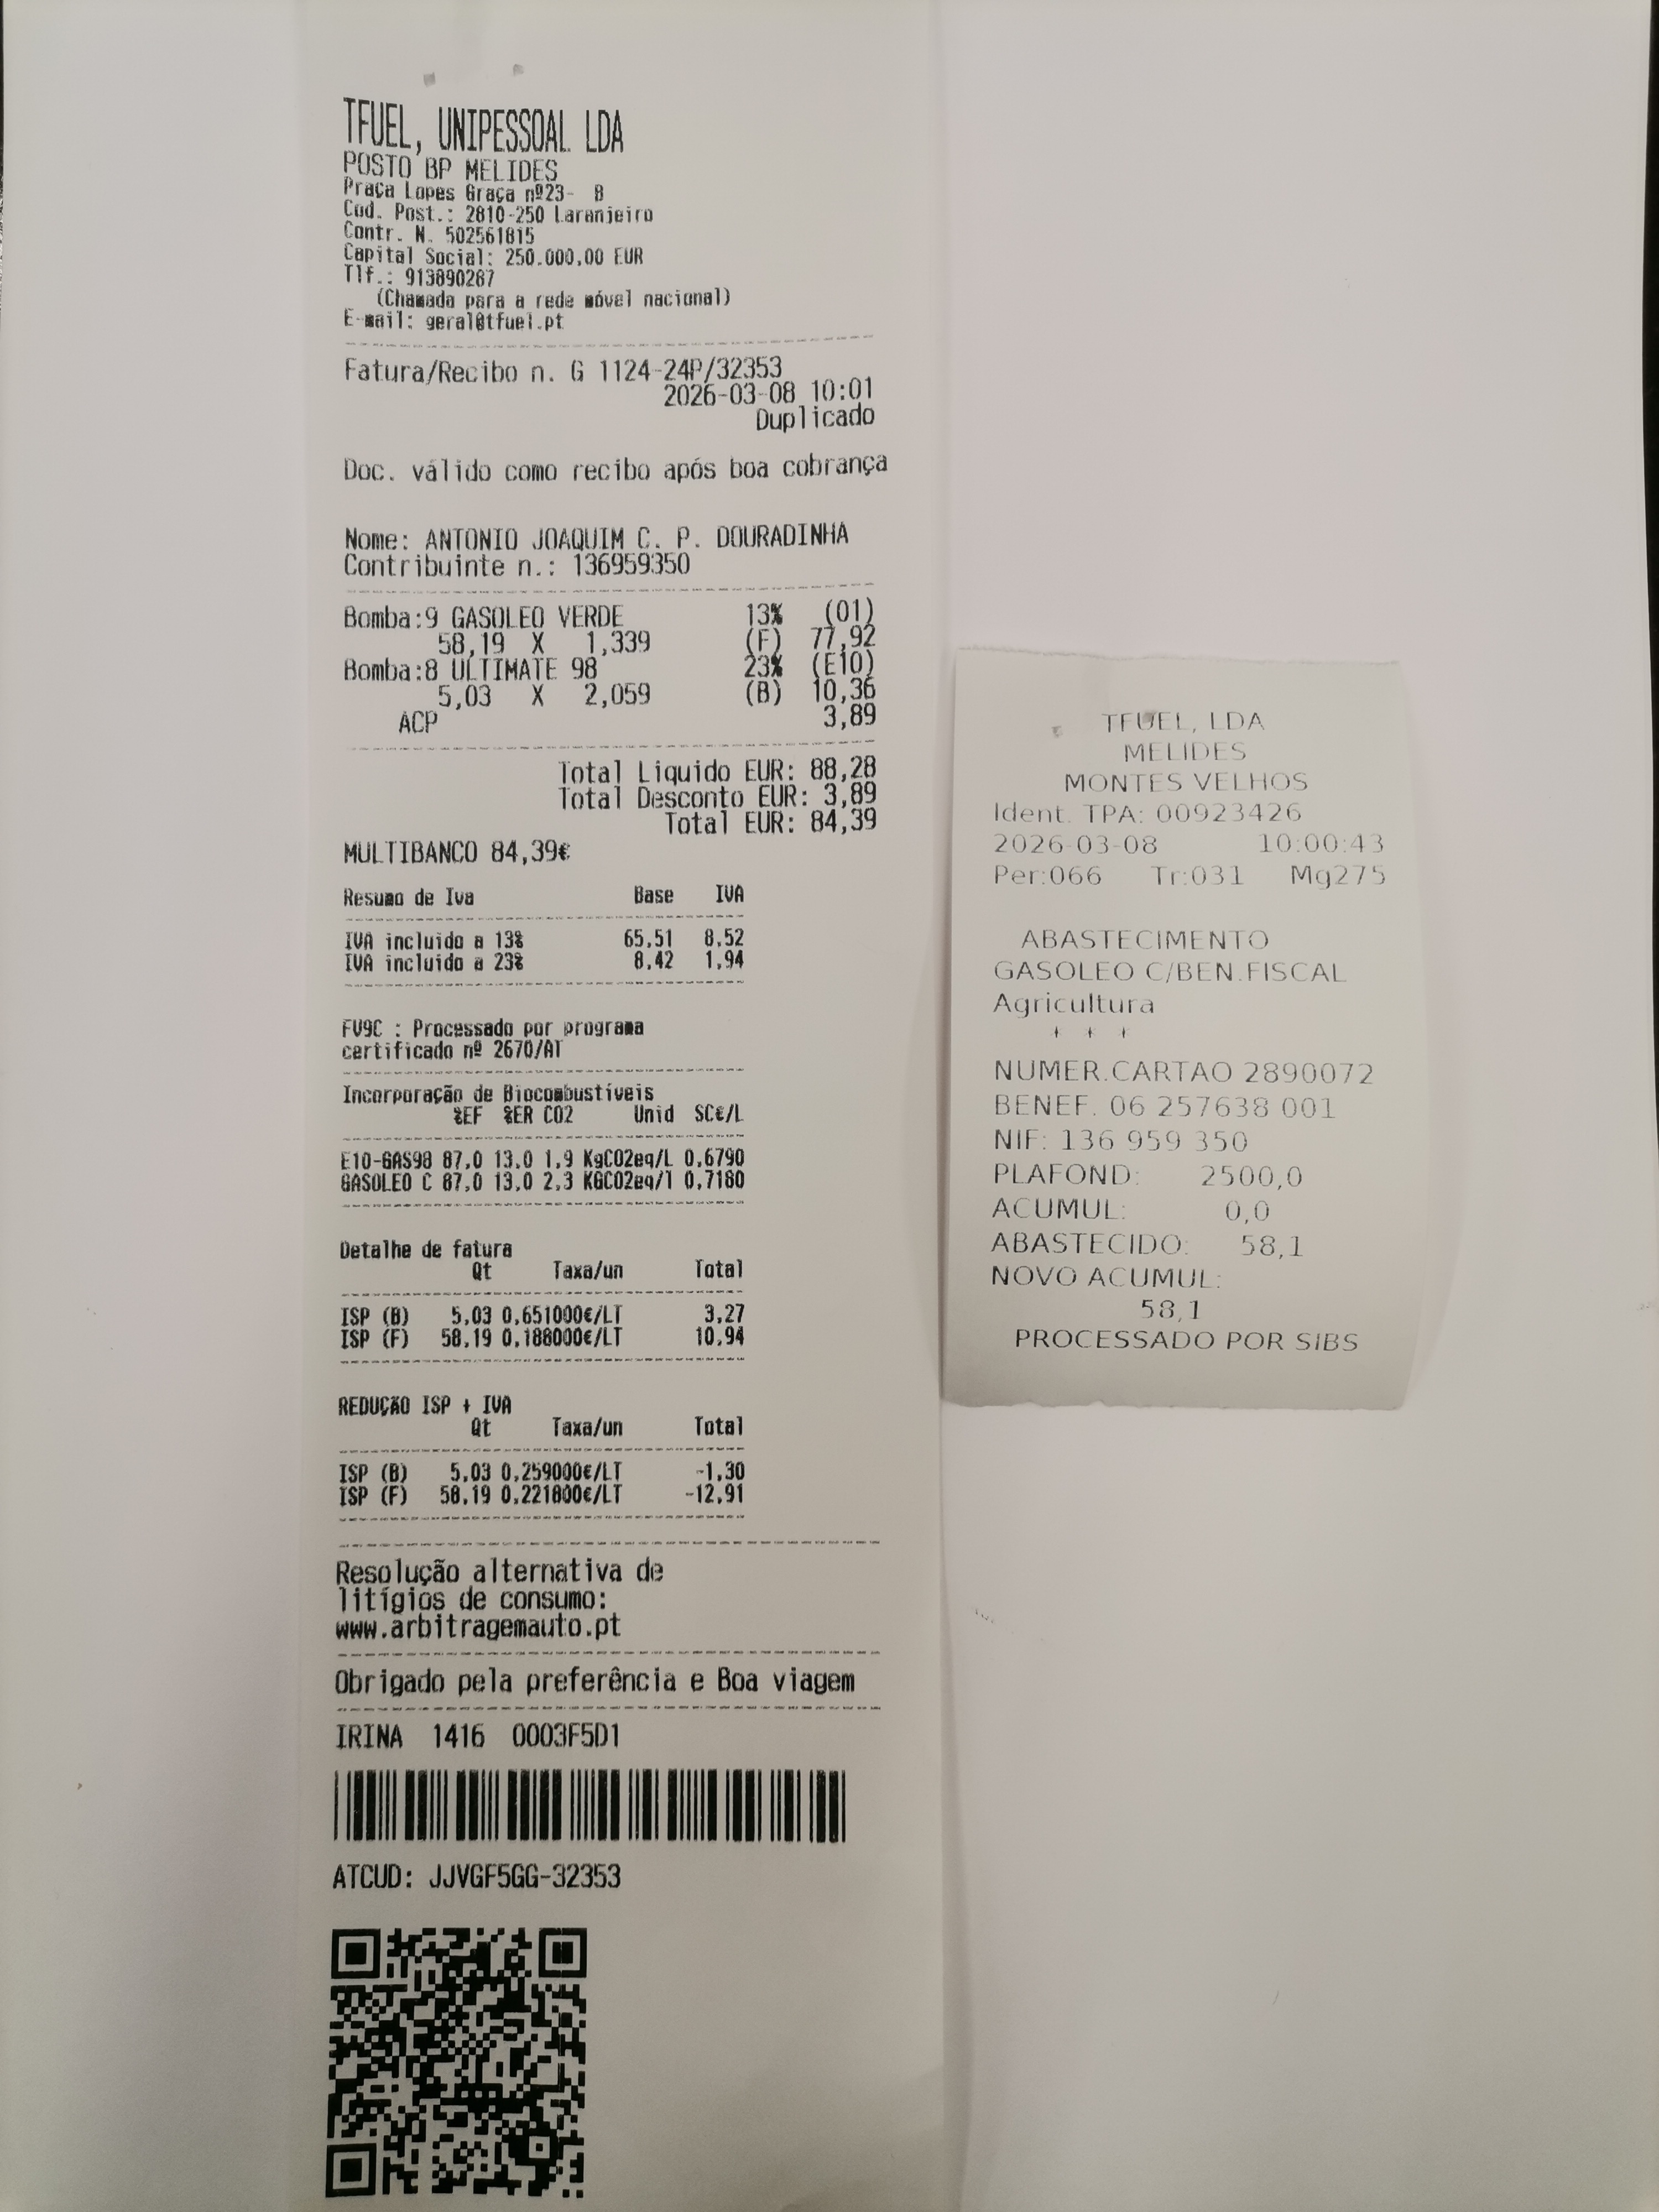 TFUEL, UNIPESSOAL LDA
POSTO BP MELIDES
Praça Lopes Graça nº23- B
Cod. Post.: 2810-250 Laranjeiro
Contr. N. 502561815
Capital Social: 250.000,00 EUR
Tlf.: 913890287
(Chamada para a rede móvel nacional)
E-mail: geral@tfuel.pt
Fatura/Recibo n. G 1124-24P/32353
2026-03-08 10:01
Duplicado
Doc. válido como recibo após boa cobrança
Nome: ANTONIO JOAQUIM C. P. DOURADINHA
Contribuinte n.: 136959350
Bomba:9 GASOLEO VERDE 13% (01)
58,19 X 1,339 (F) 77,92
Bomba:8 ULTIMATE 98 23% (E10)
5,03 X 2,059 (B) 10,36
ACP 3,89
Total Liquido EUR: 88,28
Total Desconto EUR: 3,89
Total EUR: 84,39
MULTIBANCO 84,39€
Resumo de Iva Base IVA
IVA incluido a 13% 65,51 8,52
IVA incluido a 23% 8,42 1,94
FV9C : Processado por programa
certificado nº 2670/AT
Incorporação de Biocombustíveis
%EF %ER CO2 Unid SC€/L
E10-GAS98 87,0 13,0 1,9 KgCO2eq/L 0,6790
GASOLEO C 87,0 13,0 2,3 KGCO2eq/l 0,7180
Detalhe de fatura
Qt Taxa/un Total
ISP (B) 5,03 0,651000€/LT 3,27
ISP (F) 58,19 0,188000€/LT 10,94
REDUÇÃO ISP + IVA
Qt Taxa/un Total
ISP (B) 5,03 0,259000€/LT -1,30
ISP (F) 58,19 0,221800€/LT -12,91
Resolução alternativa de
litígios de consumo:
www.arbitragemauto.pt
Obrigado pela preferência e Boa viagem
IRINA 1416 0003F5D1
ATCUD: JJVGF5GG-32353
TFUEL, LDA
MELIDES
MONTES VELHOS
Ident. TPA: 00923426
2026-03-08 10:00:43
Per:066 Tr:031 Mg275
ABASTECIMENTO
GASOLEO C/BEN.FISCAL
Agricultura
+ + +
NUMER.CARTAO 2890072
BENEF. 06 257638 001
NIF: 136 959 350
PLAFOND: 2500,0
ACUMUL: 0,0
ABASTECIDO: 58,1
NOVO ACUMUL:
58,1
PROCESSADO POR SIBS